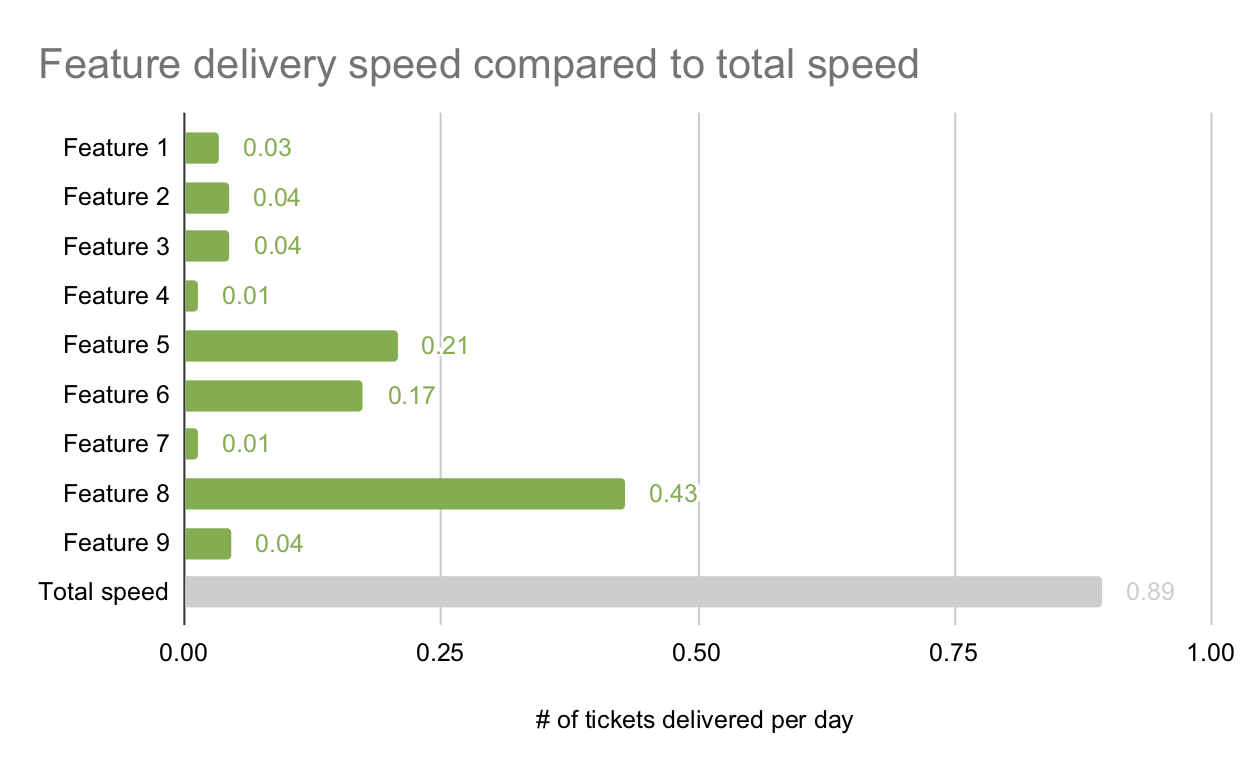 Feature delivery speed compared to total speed
Feature 1 0.03
Feature 2 0.04
Feature 3 0.04
Feature 4 0.01
Feature 5 0.21
Feature 6 0.17
Feature 7 0.01
Feature 8 0.43
Feature 9 0.04
Total speed 0.89
0.00 0.25 0.50 0.75 1.00
# of tickets delivered per day